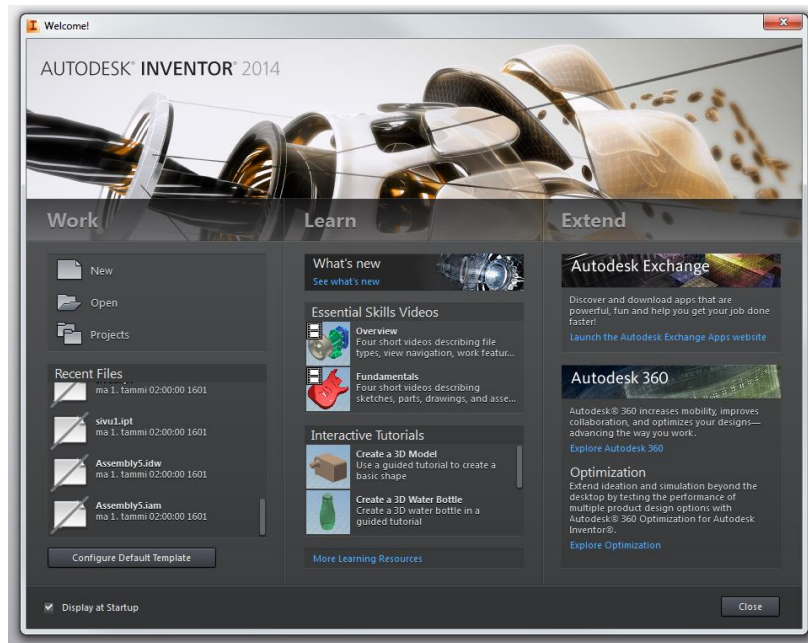 Welcome!
AUTODESK® INVENTOR® 2014
Work
New
Open
Projects
Recent Files
ma 1. tammi 02:00:00 1601
sivu1.ipt
ma 1. tammi 02:00:00 1601
Assembly5.idw
ma 1. tammi 02:00:00 1601
Assembly5.iam
ma 1. tammi 02:00:00 1601
Configure Default Template
Learn
What's new
See what's new
Essential Skills Videos
Overview
Four short videos describing file
types, view navigation, work featur...
Fundamentals
Four short videos describing
sketches, parts, drawings, and asse...
Interactive Tutorials
Create a 3D Model
Use a guided tutorial to create a
basic shape
Create a 3D Water Bottle
Create a 3D water bottle in a
guided tutorial
More Learning Resources
Extend
Autodesk Exchange
Discover and download apps that are
powerful, fun and help you get your job done
faster!
Launch the Autodesk Exchange Apps website
Autodesk 360
Autodesk® 360 increases mobility, improves
collaboration, and optimizes your designs—
advancing the way you work.
Explore Autodesk 360
Optimization
Extend ideation and simulation beyond the
desktop by testing the performance of
multiple product design options with
Autodesk® 360 Optimization for Autodesk
Inventor®.
Explore Optimization
Display at Startup
Close